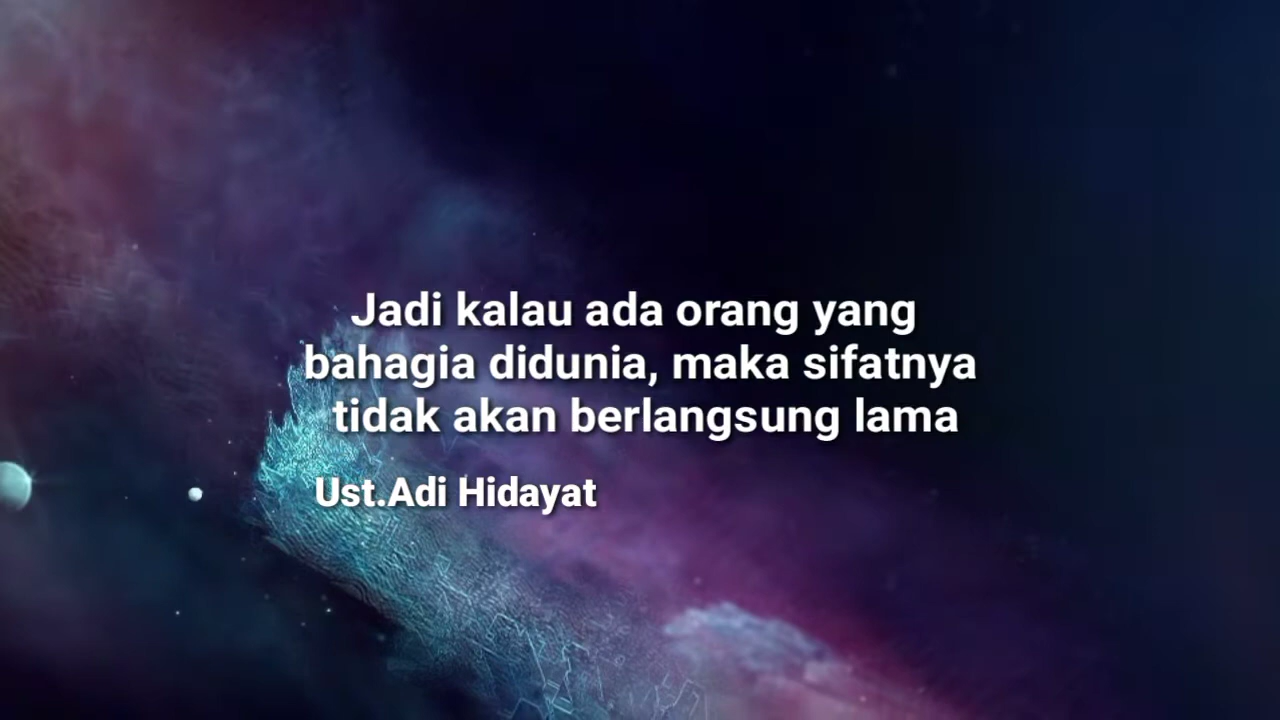 Jadi kalau ada orang yang
bahagia didunia, maka sifatnya
tidak akan berlangsung lama
Ust.Adi Hidayat